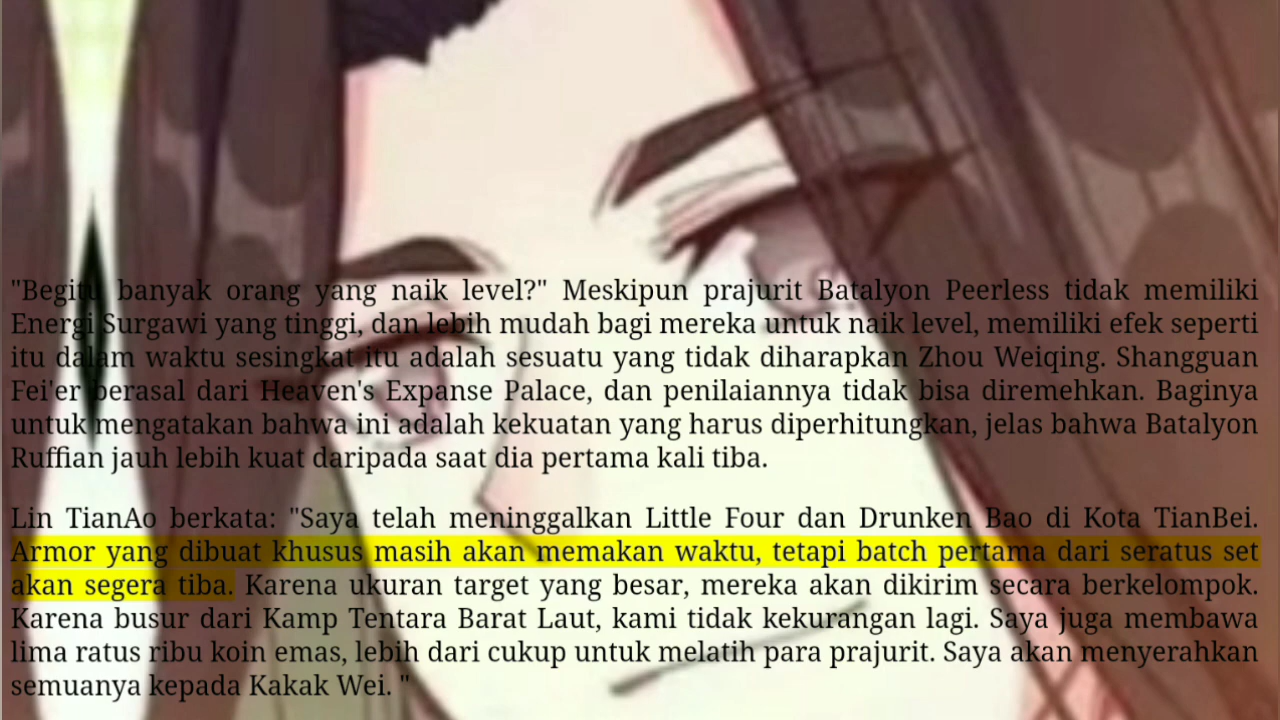 "Begitu banyak orang yang naik level?" Meskipun prajurit Batalyon Peerless tidak memiliki
Energi Surgawi yang tinggi, dan lebih mudah bagi mereka untuk naik level, memiliki efek seperti
itu dalam waktu sesingkat itu adalah sesuatu yang tidak diharapkan Zhou Weiqing. Shangguan
Fei'er berasal dari Heaven's Expanse Palace, dan penilaiannya tidak bisa diremehkan. Baginya
untuk mengatakan bahwa ini adalah kekuatan yang harus diperhitungkan, jelas bahwa Batalyon
Ruffian jauh lebih kuat daripada saat dia pertama kali tiba.
Lin TianAo berkata: "Saya telah meninggalkan Little Four dan Drunken Bao di Kota TianBei.
Armor yang dibuat khusus masih akan memakan waktu, tetapi batch pertama dari seratus set
akan segera tiba. Karena ukuran target yang besar, mereka akan dikirim secara berkelompok.
Karena busur dari Kamp Tentara Barat Laut, kami tidak kekurangan lagi. Saya juga membawa
lima ratus ribu koin emas, lebih dari cukup untuk melatih para prajurit. Saya akan menyerahkan
semuanya kepada Kakak Wei. "